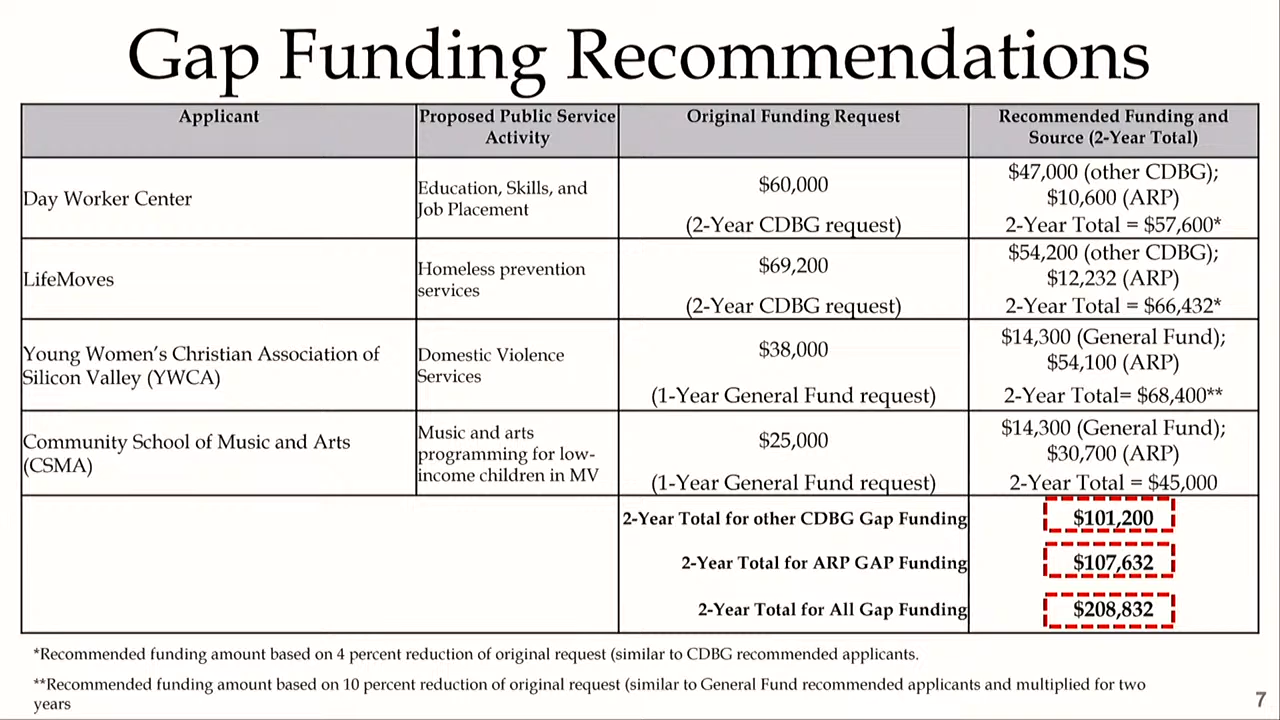 Gap Funding Recommendations
Applicant
Proposed Public Service
Activity
Original Funding Request
Recommended Funding and
Source (2-Year Total)
Day Worker Center
Education, Skills, and
Job Placement
$60,000
(2-Year CDBG request)
$47,000 (other CDBG);
$10,600 (ARP)
2-Year Total = $57,600*
LifeMoves
Homeless prevention
services
$69,200
(2-Year CDBG request)
$54,200 (other CDBG);
$12,232 (ARP)
2-Year Total = $66,432*
Young Women’s Christian Association of
Silicon Valley (YWCA)
Domestic Violence
Services
$38,000
(1-Year General Fund request)
$14,300 (General Fund);
$54,100 (ARP)
2-Year Total= $68,400**
Community School of Music and Arts
(CSMA)
Music and arts
programming for low-
income children in MV
$25,000
(1-Year General Fund request)
$14,300 (General Fund);
$30,700 (ARP)
2-Year Total = $45,000
2-Year Total for other CDBG Gap Funding
$101,200
2-Year Total for ARP GAP Funding
$107,632
2-Year Total for All Gap Funding
$208,832
*Recommended funding amount based on 4 percent reduction of original request (similar to CDBG recommended applicants.
**Recommended funding amount based on 10 percent reduction of original request (similar to General Fund recommended applicants and multiplied for two
years
7